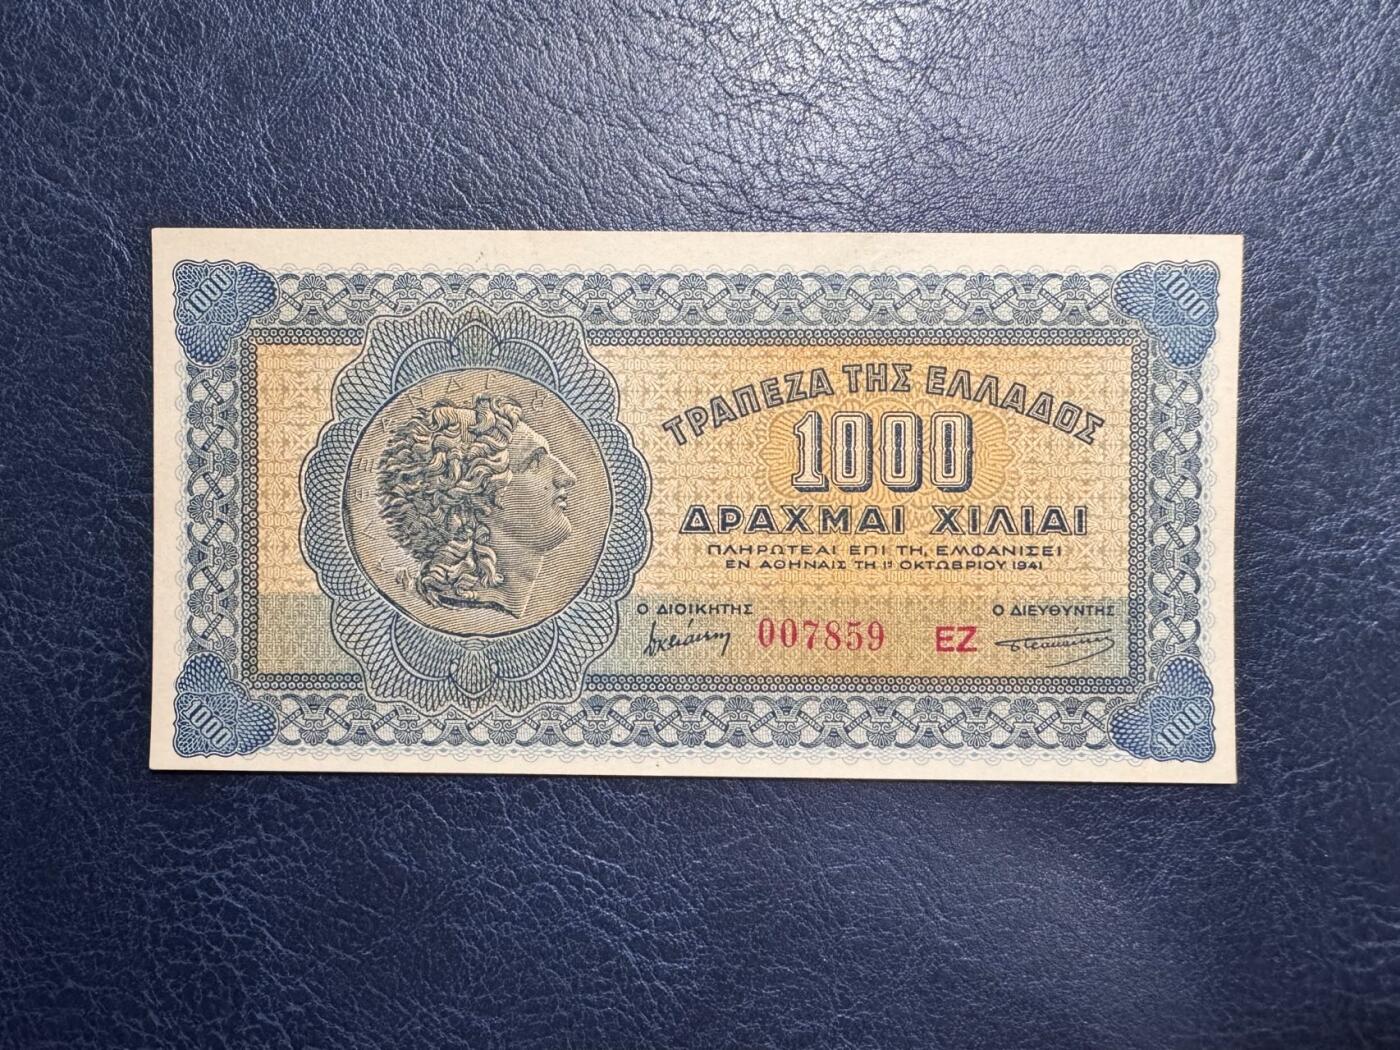 1000 1000
ΤΡΑΠΕΖΑ ΤΗΣ ΕΛΛΑΔΟΣ
1000
ΔΡΑΧΜΑΙ ΧΙΛΙΑΙ
ΠΛΗΡΩΤΕΑΙ ΕΠΙ ΤΗ, ΕΜΦΑΝΙΣΕΙ
ΕΝ ΑΘΗΝΑΙΣ ΤΗ 1ῃ ΟΚΤΩΒΡΙΟΥ 1941
Ο ΔΙΟΙΚΗΤΗΣ Ο ΔΙΕΥΘΥΝΤΗΣ
007859 ΕΖ
1000 1000